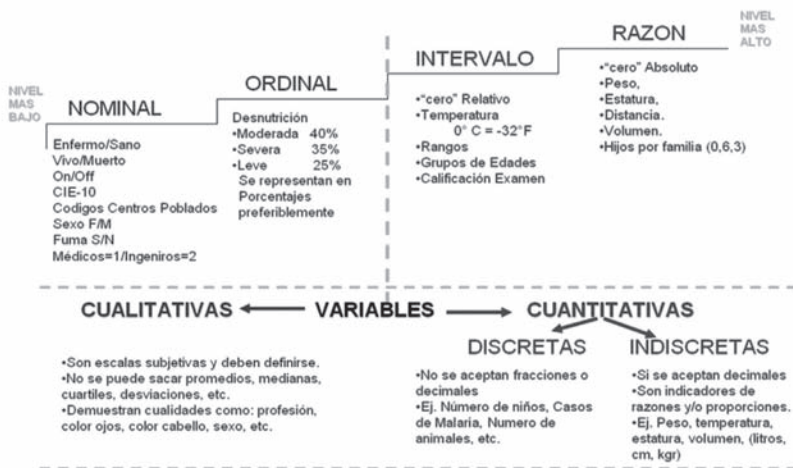 NIVEL
MAS
BAJO
NOMINAL
Enfermo/Sano
Vivo/Muerto
On/Off
CIE-10
Codigos Centros Poblados
Sexo F/M
Fuma S/N
Médicos=1/Ingeniros=2
ORDINAL
Desnutrición
•Moderada 40%
•Severa 35%
•Leve 25%
Se representan en
Porcentajes
preferiblemente
INTERVALO
•“cero” Relativo
•Temperatura
0° C = -32°F
•Rangos
•Grupos de Edades
•Calificación Examen
RAZON
•“cero” Absoluto
•Peso,
•Estatura,
•Distancia.
•Volumen.
•Hijos por familia (0,6,3)
NIVEL
MAS
ALTO
CUALITATIVAS VARIABLES CUANTITATIVAS
•Son escalas subjetivas y deben definirse.
•No se puede sacar promedios, medianas,
cuartiles, desviaciones, etc.
•Demuestran cualidades como: profesión,
color ojos, color cabello, sexo, etc.
DISCRETAS
•No se aceptan fracciones o
decimales
•Ej. Número de niños, Casos
de Malaria, Numero de
animales, etc.
INDISCRETAS
•Si se aceptan decimales
•Son indicadores de
razones y/o proporciones.
•Ej. Peso, temperatura,
estatura, volumen, (litros,
cm, kgr)